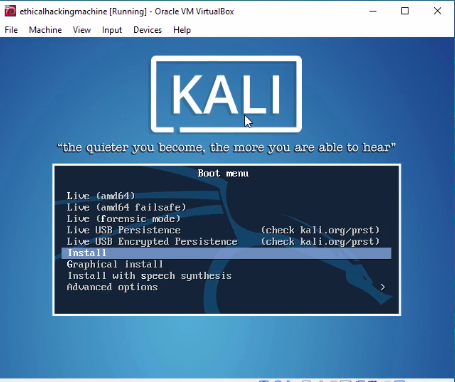 ethicalhackingmachine [Running] - Oracle VM VirtualBox
File Machine View Input Devices Help
KALI
“the quieter you become, the more you are able to hear”
Boot menu
Live (amd64)
Live (amd64 failsafe)
Live (forensic mode)
Live USB Persistence (check kali.org/prst)
Live USB Encrypted Persistence (check kali.org/prst)
Install
Graphical install
Install with speech synthesis
Advanced options >